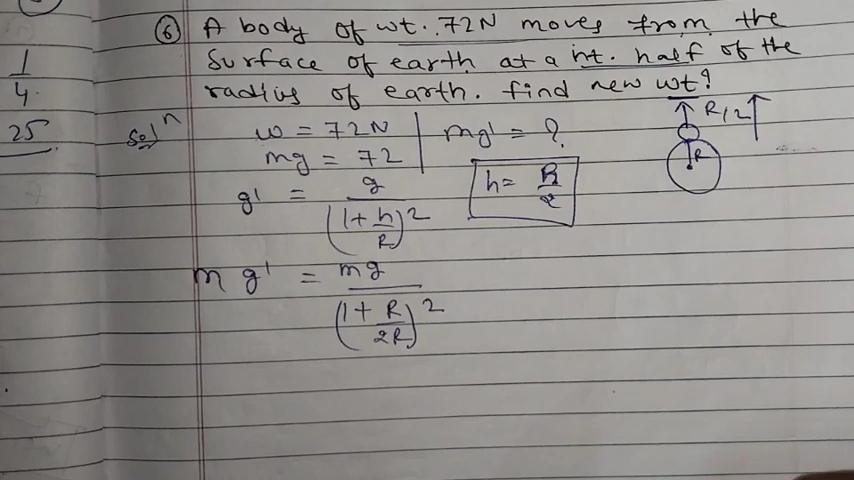 6 A body of wt. 72N moves from the
1
4
Surface of earth at a ht. half of the
radius of earth. find new wt?
25
Solⁿ
w = 72N
mg' = ?
R/2
mg = 72
R
g' = g
(1 + h/R)2
h = R/2
m g' = mg
(1 + R/2R)2